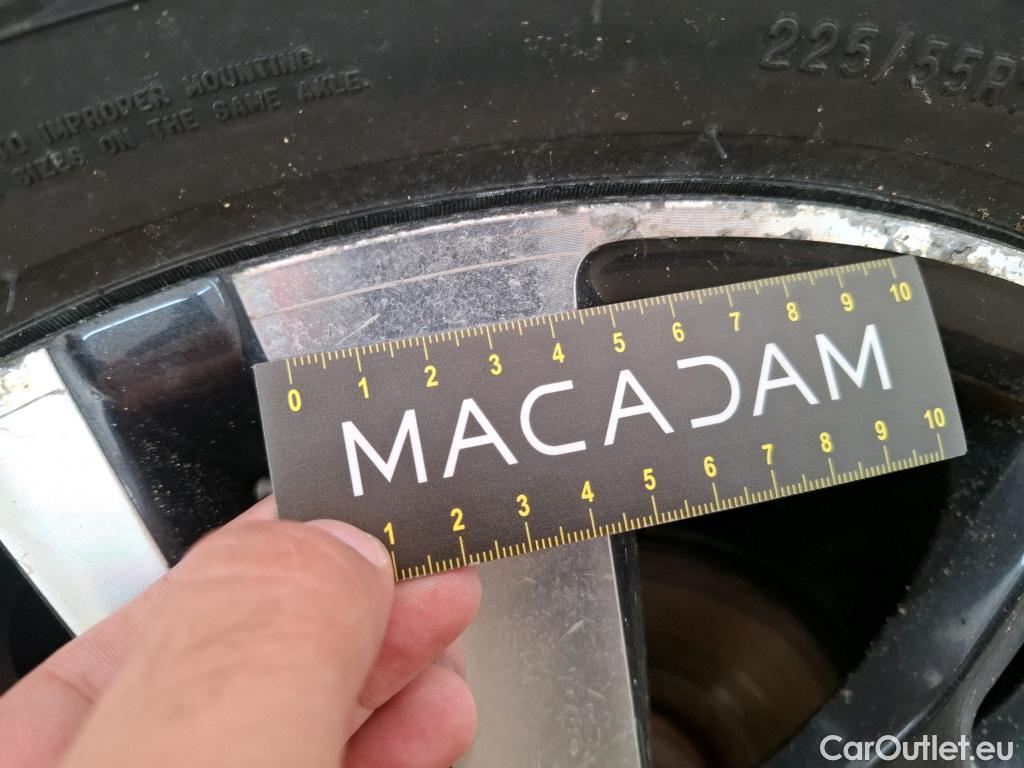 225/55R
TO IMPROPER MOUNTING.
SIZES ON THE SAME AXLE.
0 1 2 3 4 5 6 7 8 9 10
MACADAM
1 2 3 4 5 6 7 8 9 10
CarOutlet.eu